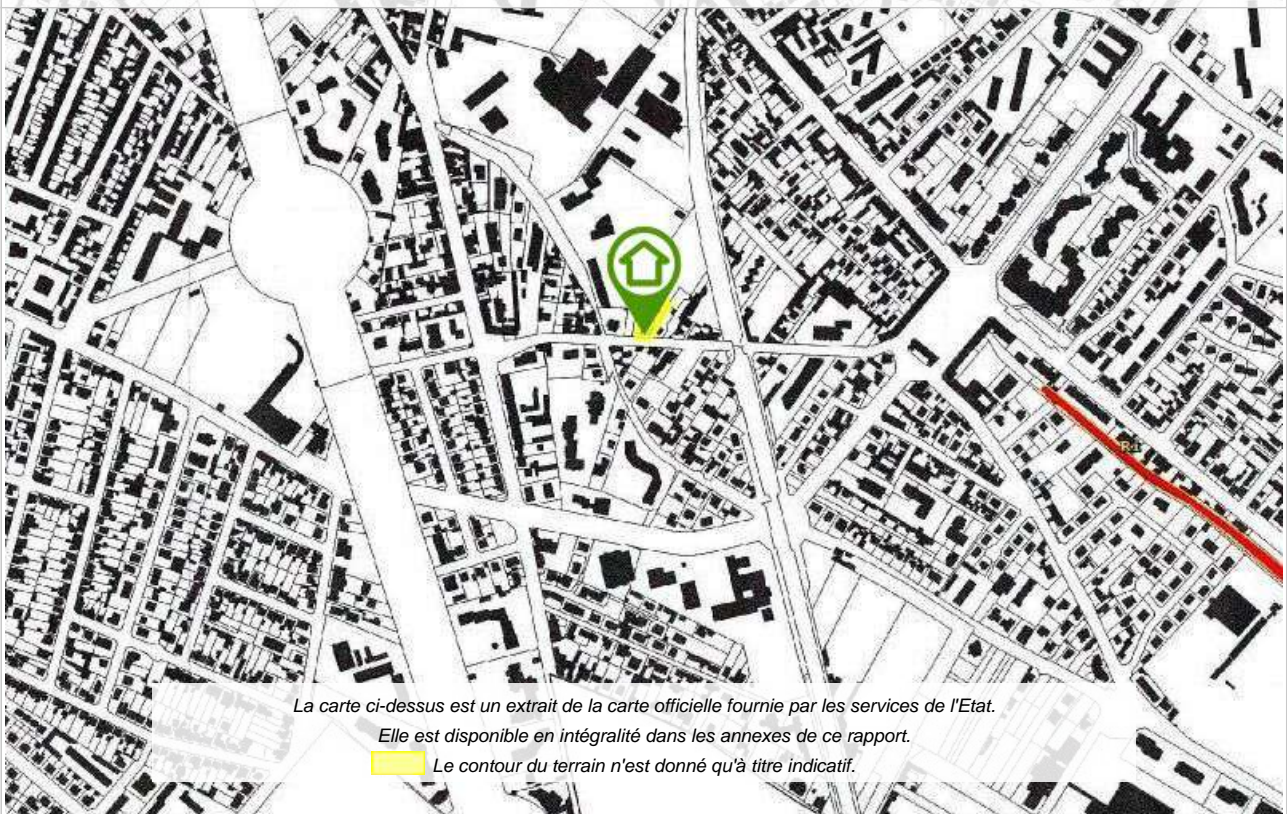 La carte ci-dessus est un extrait de la carte officielle fournie par les services de l'Etat.
Elle est disponible en intégralité dans les annexes de ce rapport.
Le contour du terrain n'est donné qu'à titre indicatif.